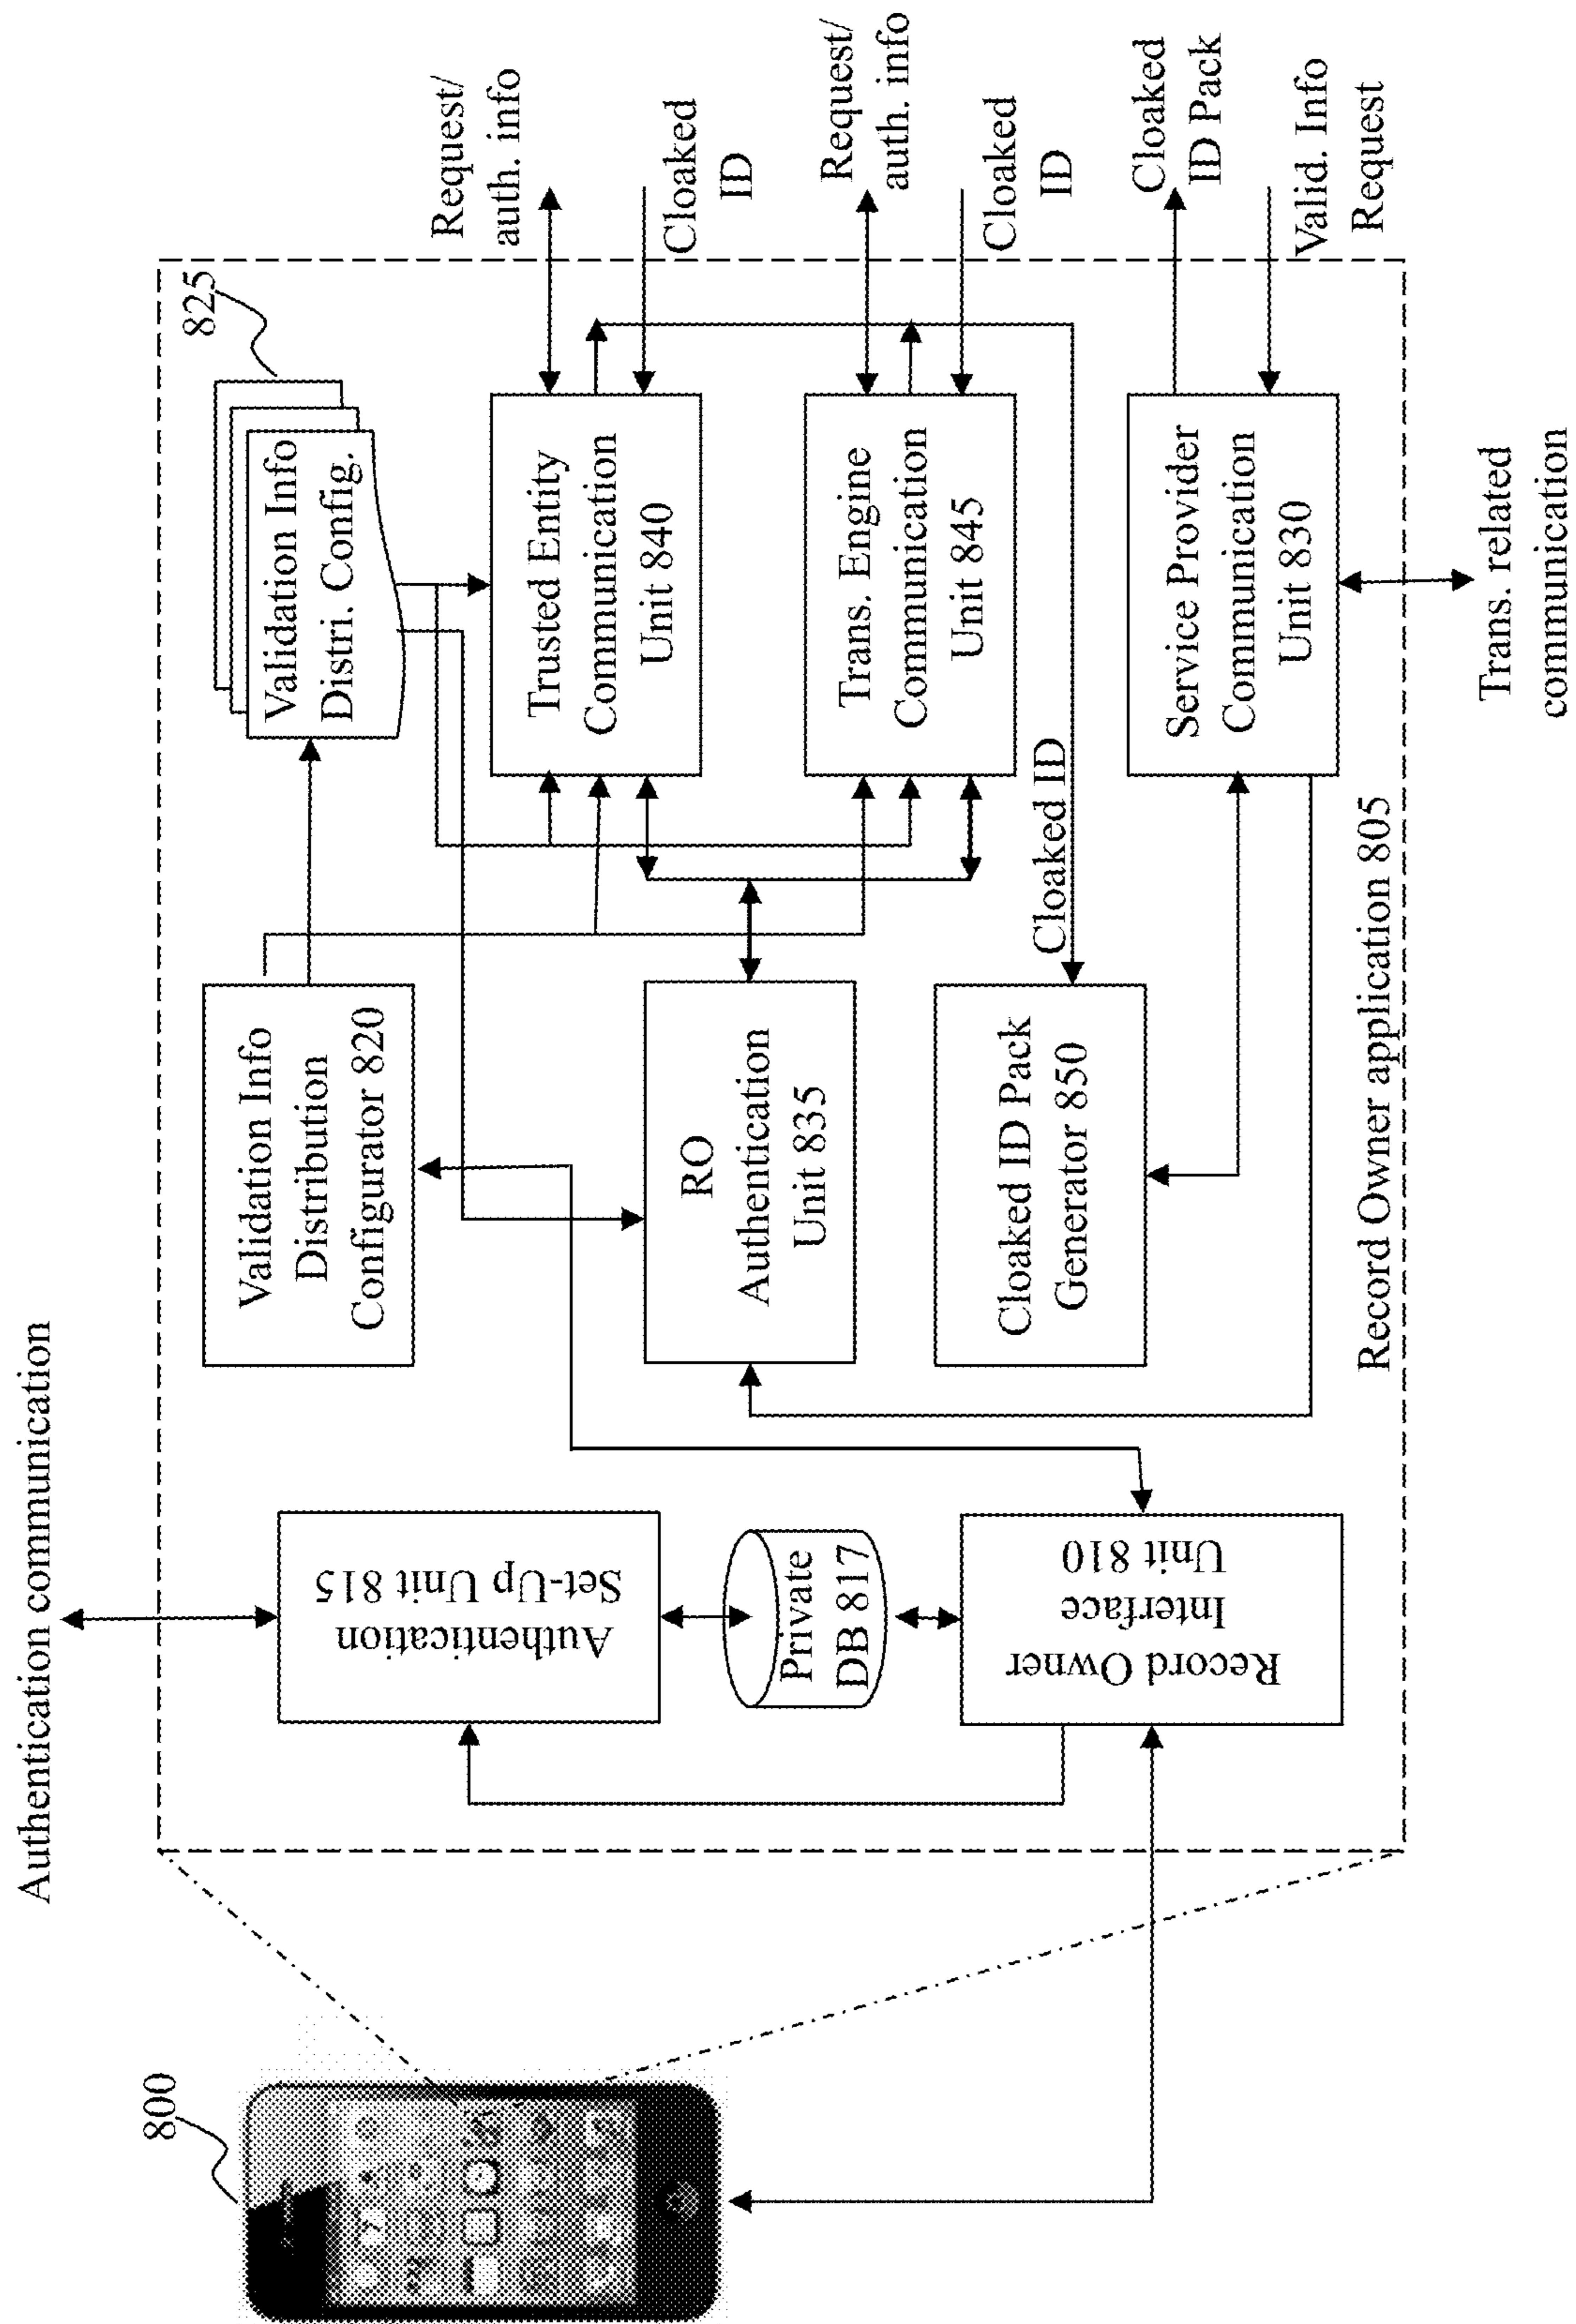 Authentication communication
800
Authentication
Set-Up Unit 815
Private
DB 817
Record Owner
Interface
Unit 810
Validation Info
Distribution
Configurator 820
RO
Authentication
Unit 835
Cloaked ID Pack
Generator 850
Cloaked ID
825
Validation Info
Distri. Config.
Trusted Entity
Communication
Unit 840
Trans. Engine
Communication
Unit 845
Service Provider
Communication
Unit 830
Request/
auth. info
Cloaked
ID
Request/
auth. info
Cloaked
ID
Cloaked
ID Pack
Valid. Info
Request
Record Owner application 805
Trans. related
communication